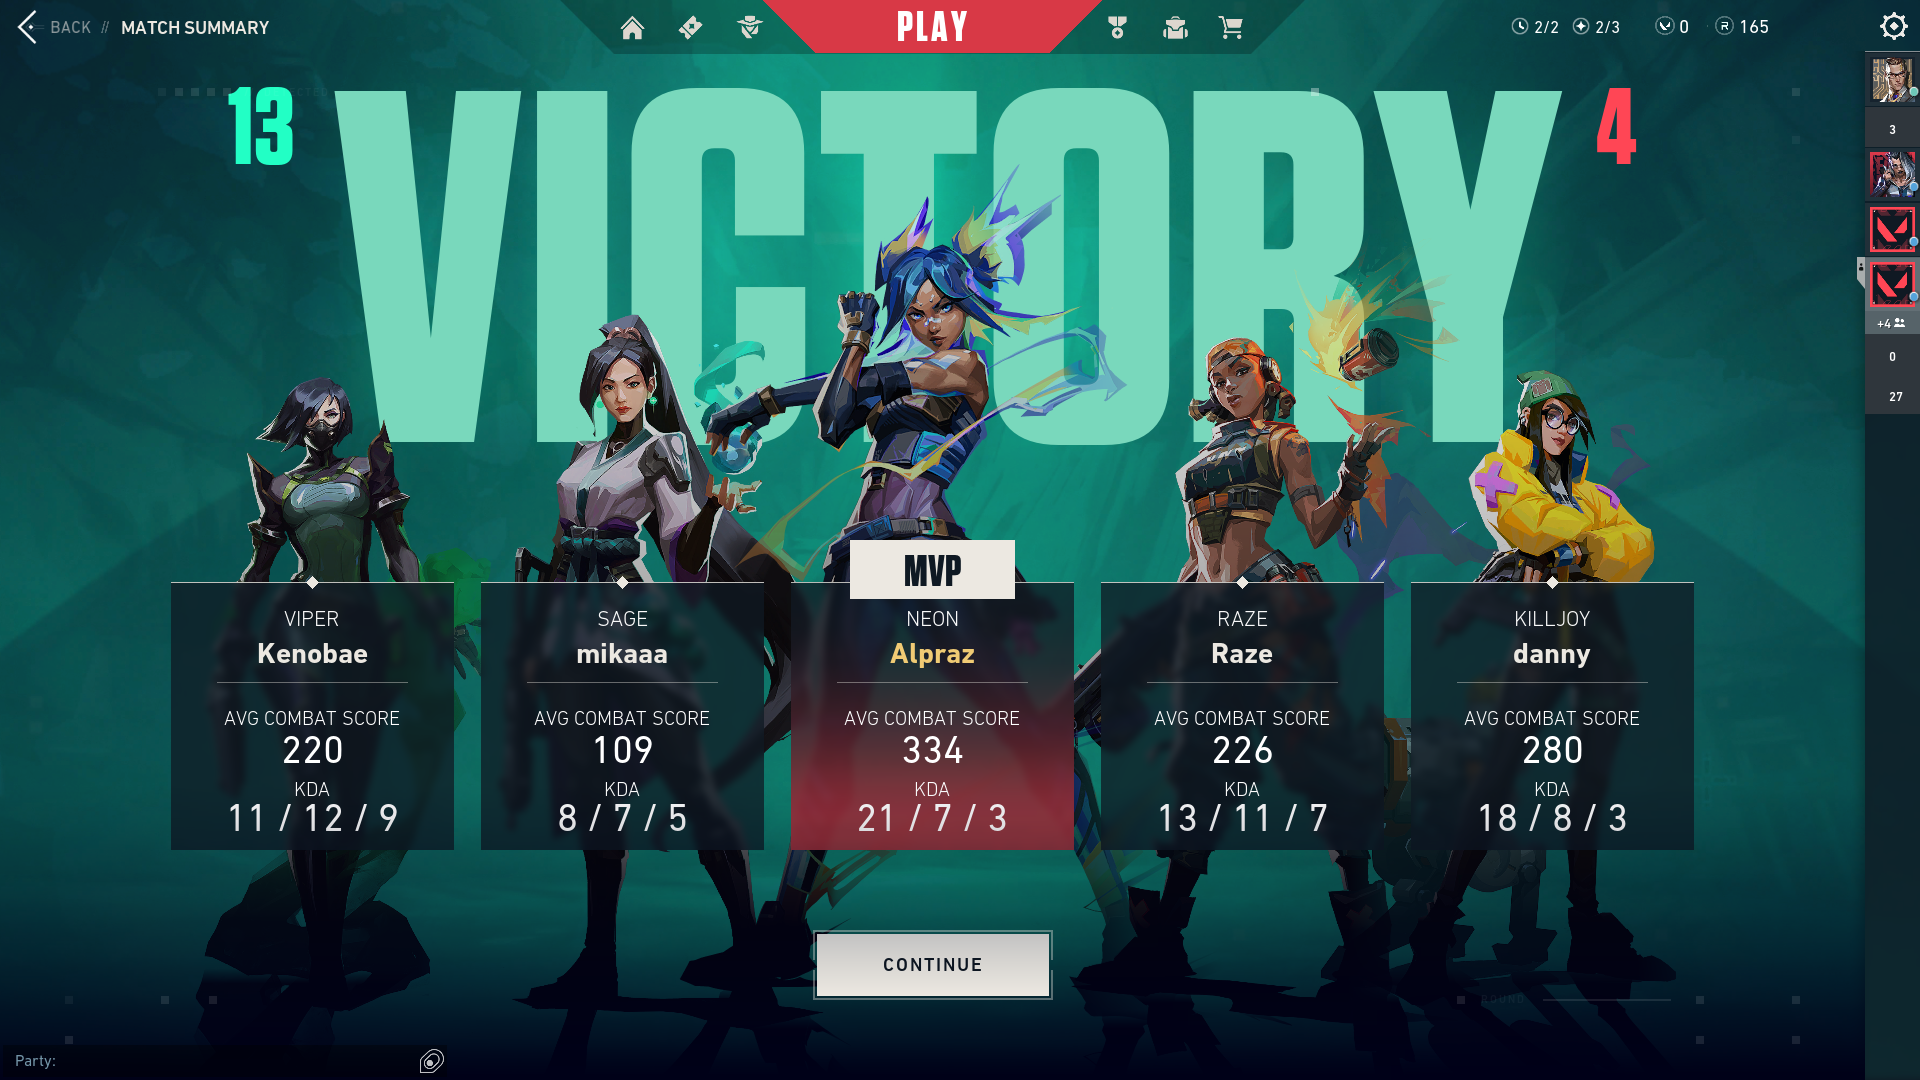 BACK // MATCH SUMMARY
PLAY
2/2 2/3 0 165
13 VICTORY 4
3
+4
0
27
MVP
VIPER
Kenobae
AVG COMBAT SCORE
220
KDA
11 / 12 / 9
SAGE
mikaaa
AVG COMBAT SCORE
109
KDA
8 / 7 / 5
NEON
Alpraz
AVG COMBAT SCORE
334
KDA
21 / 7 / 3
RAZE
Raze
AVG COMBAT SCORE
226
KDA
13 / 11 / 7
KILLJOY
danny
AVG COMBAT SCORE
280
KDA
18 / 8 / 3
CONTINUE
ROUND
Party: